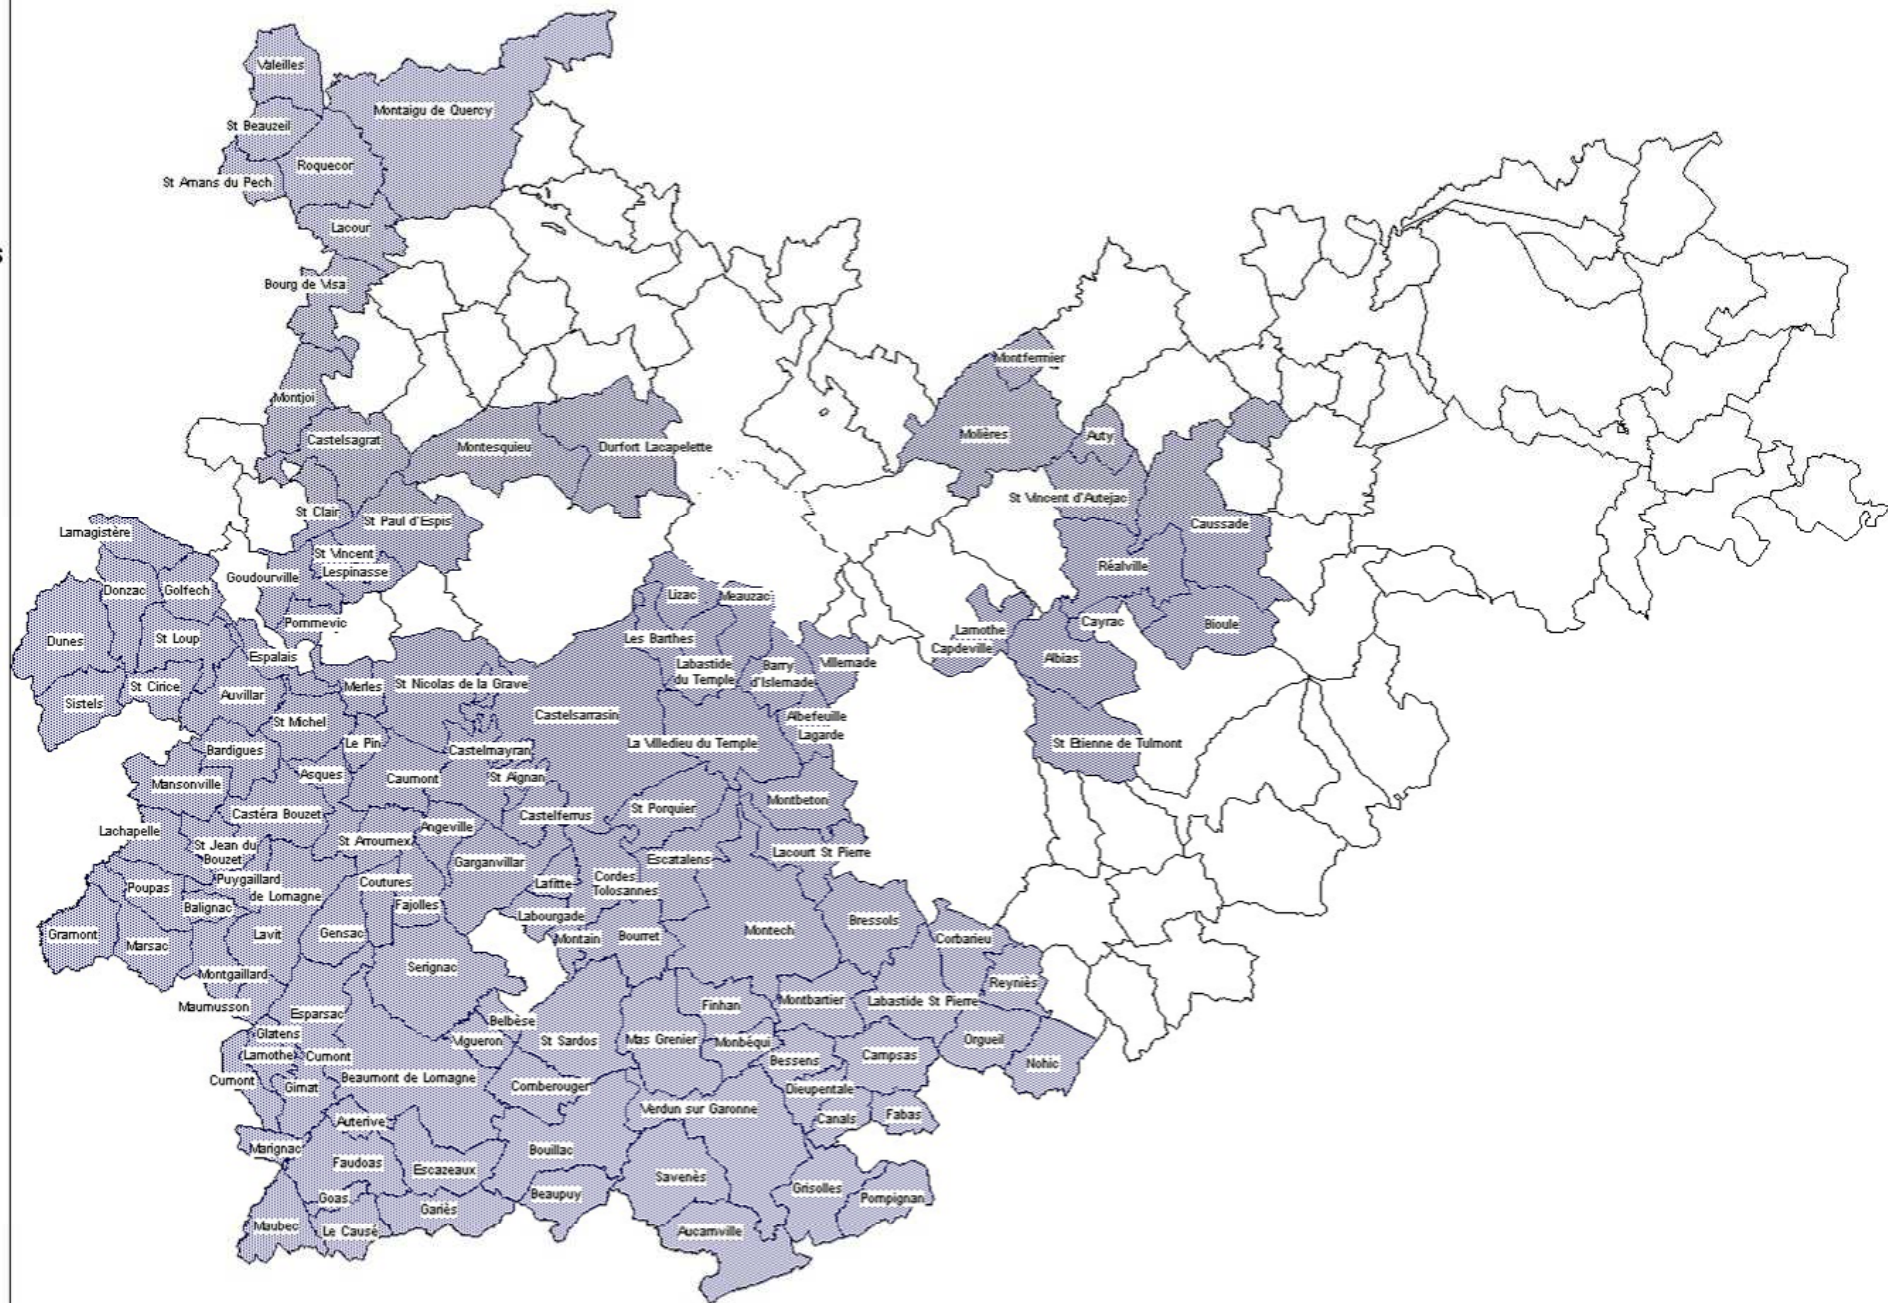 Valeilles
Montaigu de Quercy
St Beauzeil
Roquecor
St Amans du Pech
Lacour
Bourg de Visa
Montfermier
Montjoi
Castelsagrat
Montesquieu
Durfort Lacapelette
Molières
Auty
St Vincent d'Autejac
St Clair
St Paul d'Espis
Caussade
Lamagistère
St Vincent
Lespinasse
Goudourville
Réalville
Donzac
Golfech
Lizac
Meauzac
Pommevic
Cayrac
Bioule
Dunes
St Loup
Les Barthes
Lamothe
Capdeville
Espalais
Labastide
du Temple
Barry
d'Islemade
Villemade
Albias
St Cirice
Auvillar
Merles
St Nicolas de la Grave
Sistels
St Michel
Castelsarrasin
Albefeuille
Lagarde
Bardigues
Le Pin
Castelmayran
La Villedieu du Temple
St Etienne de Tulmont
Mansonville
Asques
Caumont
St Aignan
Castéra Bouzet
Castelferrus
St Porquier
Montbeton
Lachapelle
St Jean du
Bouzet
St Arroumex
Angeville
Garganvillar
Escatalens
Lacourt St Pierre
Poupas
Puygaillard
de Lomagne
Coutures
Lafitte
Cordes
Tolosannes
Balignac
Fajolles
Labourgade
Bressols
Gramont
Marsac
Lavit
Gensac
Montain
Bourret
Montech
Corbarieu
Montgaillard
Serignac
Reyniès
Maumusson
Esparsac
Finhan
Montbartier
Labastide St Pierre
Belbèse
Glatens
Vigueron
St Sardos
Mas Grenier
Monbéqui
Orgueil
Lamothe
Cumont
Bessens
Campsas
Nohic
Cumont
Gimat
Beaumont de Lomagne
Comberouger
Dieupentale
Auterive
Verdun sur Garonne
Canals
Fabas
Marignac
Faudoas
Escazeaux
Bouillac
Savenès
Goas
Gariès
Beaupuy
Grisolles
Pompignan
Maubec
Le Causé
Aucamville